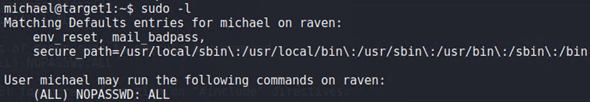 michael@target1:~$ sudo -l
Matching Defaults entries for michael on raven:
    env_reset, mail_badpass,
    secure_path=/usr/local/sbin\:/usr/local/bin\:/usr/sbin\:/usr/bin\:/sbin\:/bin

User michael may run the following commands on raven:
    (ALL) NOPASSWD: ALL